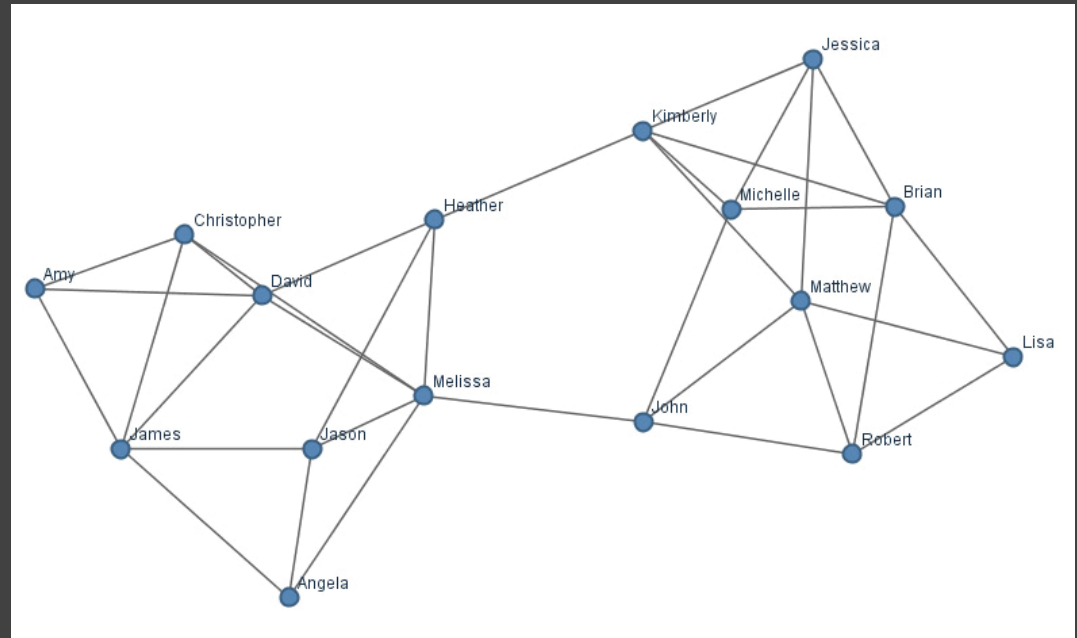 Jessica
Kimberly
Michelle
Brian
Heather
Christopher
Amy
David
Matthew
Lisa
Melissa
John
James
Jason
Robert
Angela